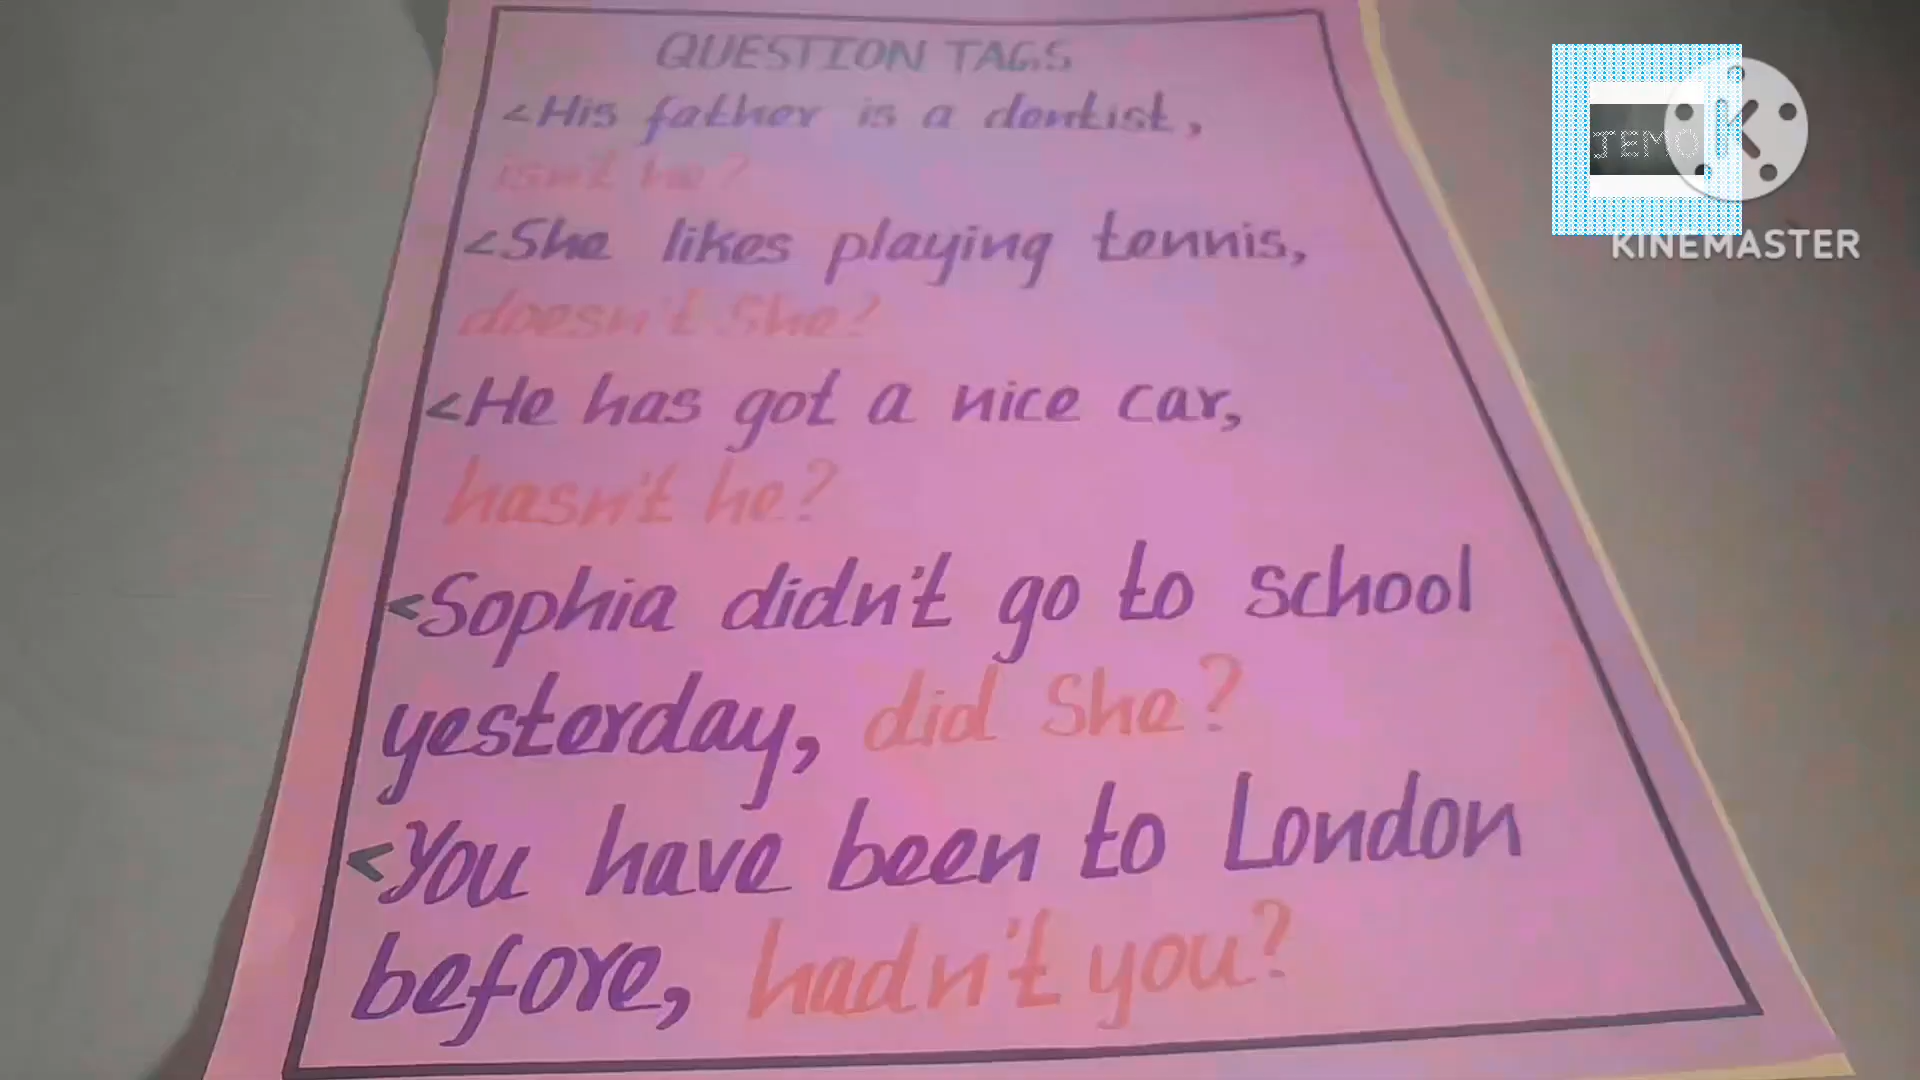 QUESTION TAGS
<His father is a dentist,
isn't he?
<She likes playing tennis,
doesn't She?
<He has got a nice car,
hasn't he?
<Sophia didn't go to school
yesterday, did She?
<You have been to London
before, hadn't you?
JEMO
K
KINEMASTER